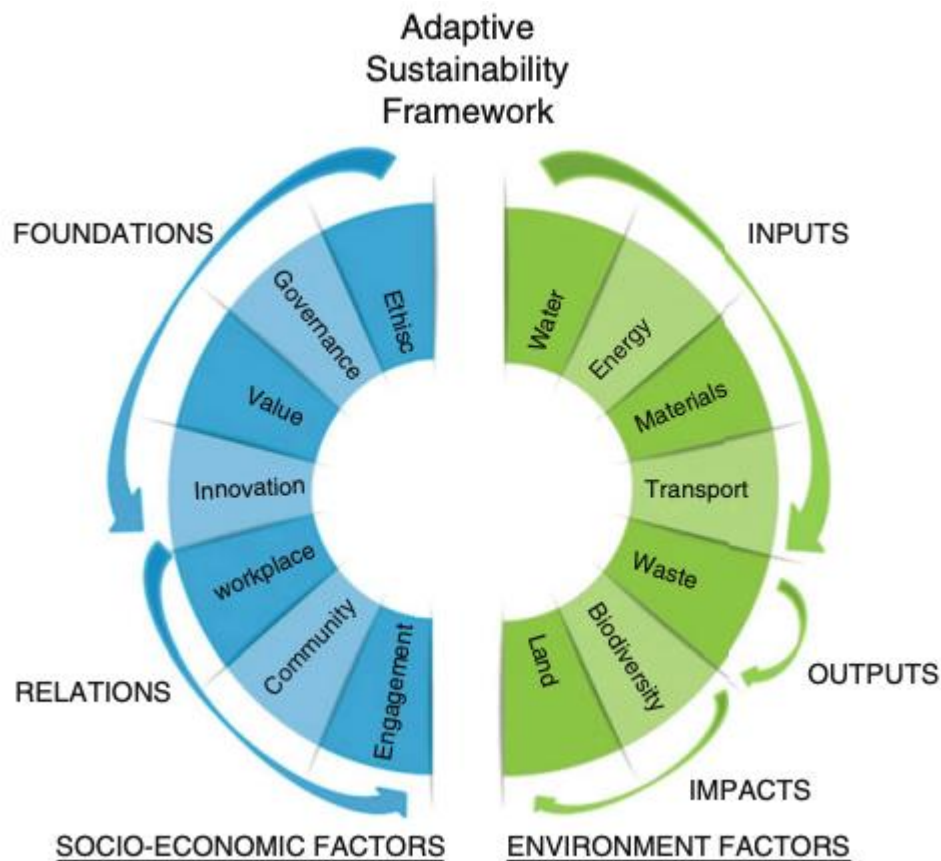 Adaptive
Sustainability
Framework
FOUNDATIONS
INPUTS
Ethisc
Governance
Value
Innovation
workplace
Community
Engagement
Water
Energy
Materials
Transport
Waste
Biodiversity
Land
RELATIONS
OUTPUTS
IMPACTS
SOCIO-ECONOMIC FACTORS
ENVIRONMENT FACTORS